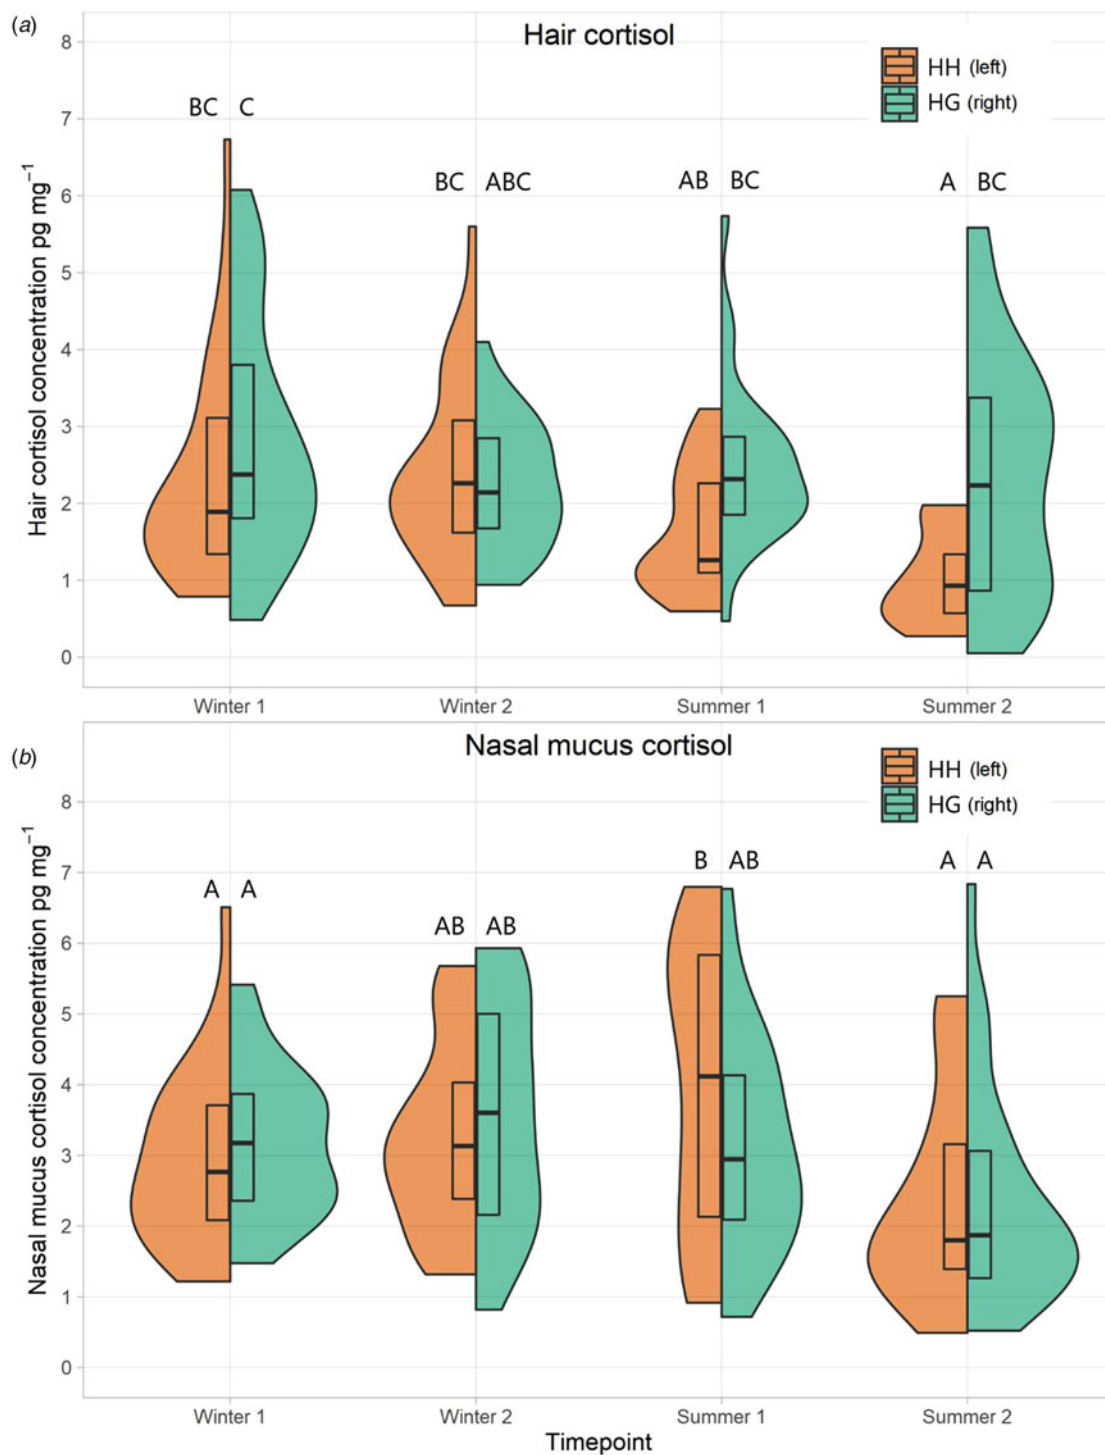 (a)
Hair cortisol
HH (left)
HG (right)
BC C
BC ABC
AB BC
A BC
Hair cortisol concentration pg mg⁻¹
8
7
6
5
4
3
2
1
0
Winter 1 Winter 2 Summer 1 Summer 2
(b)
Nasal mucus cortisol
HH (left)
HG (right)
A A
AB AB
B AB
A A
Nasal mucus cortisol concentration pg mg⁻¹
8
7
6
5
4
3
2
1
0
Winter 1 Winter 2 Summer 1 Summer 2
Timepoint